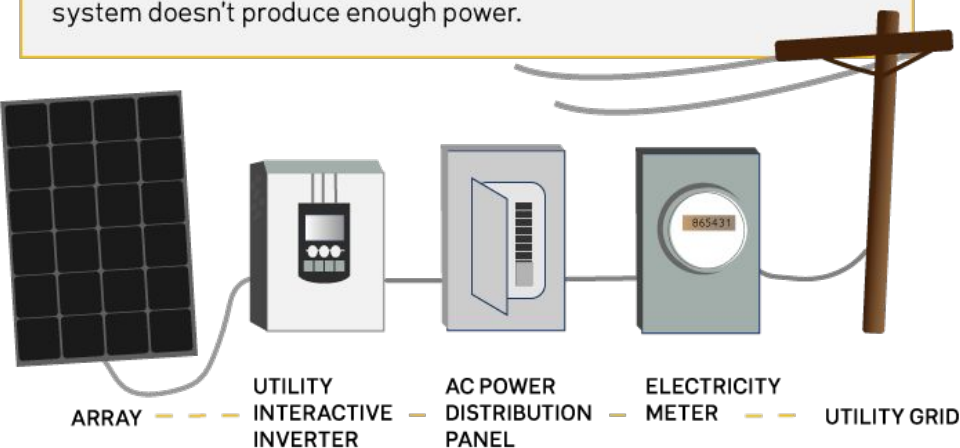 system doesn't produce enough power.
865431
ARRAY
UTILITY
INTERACTIVE
INVERTER
AC POWER
DISTRIBUTION
PANEL
ELECTRICITY
METER
UTILITY GRID